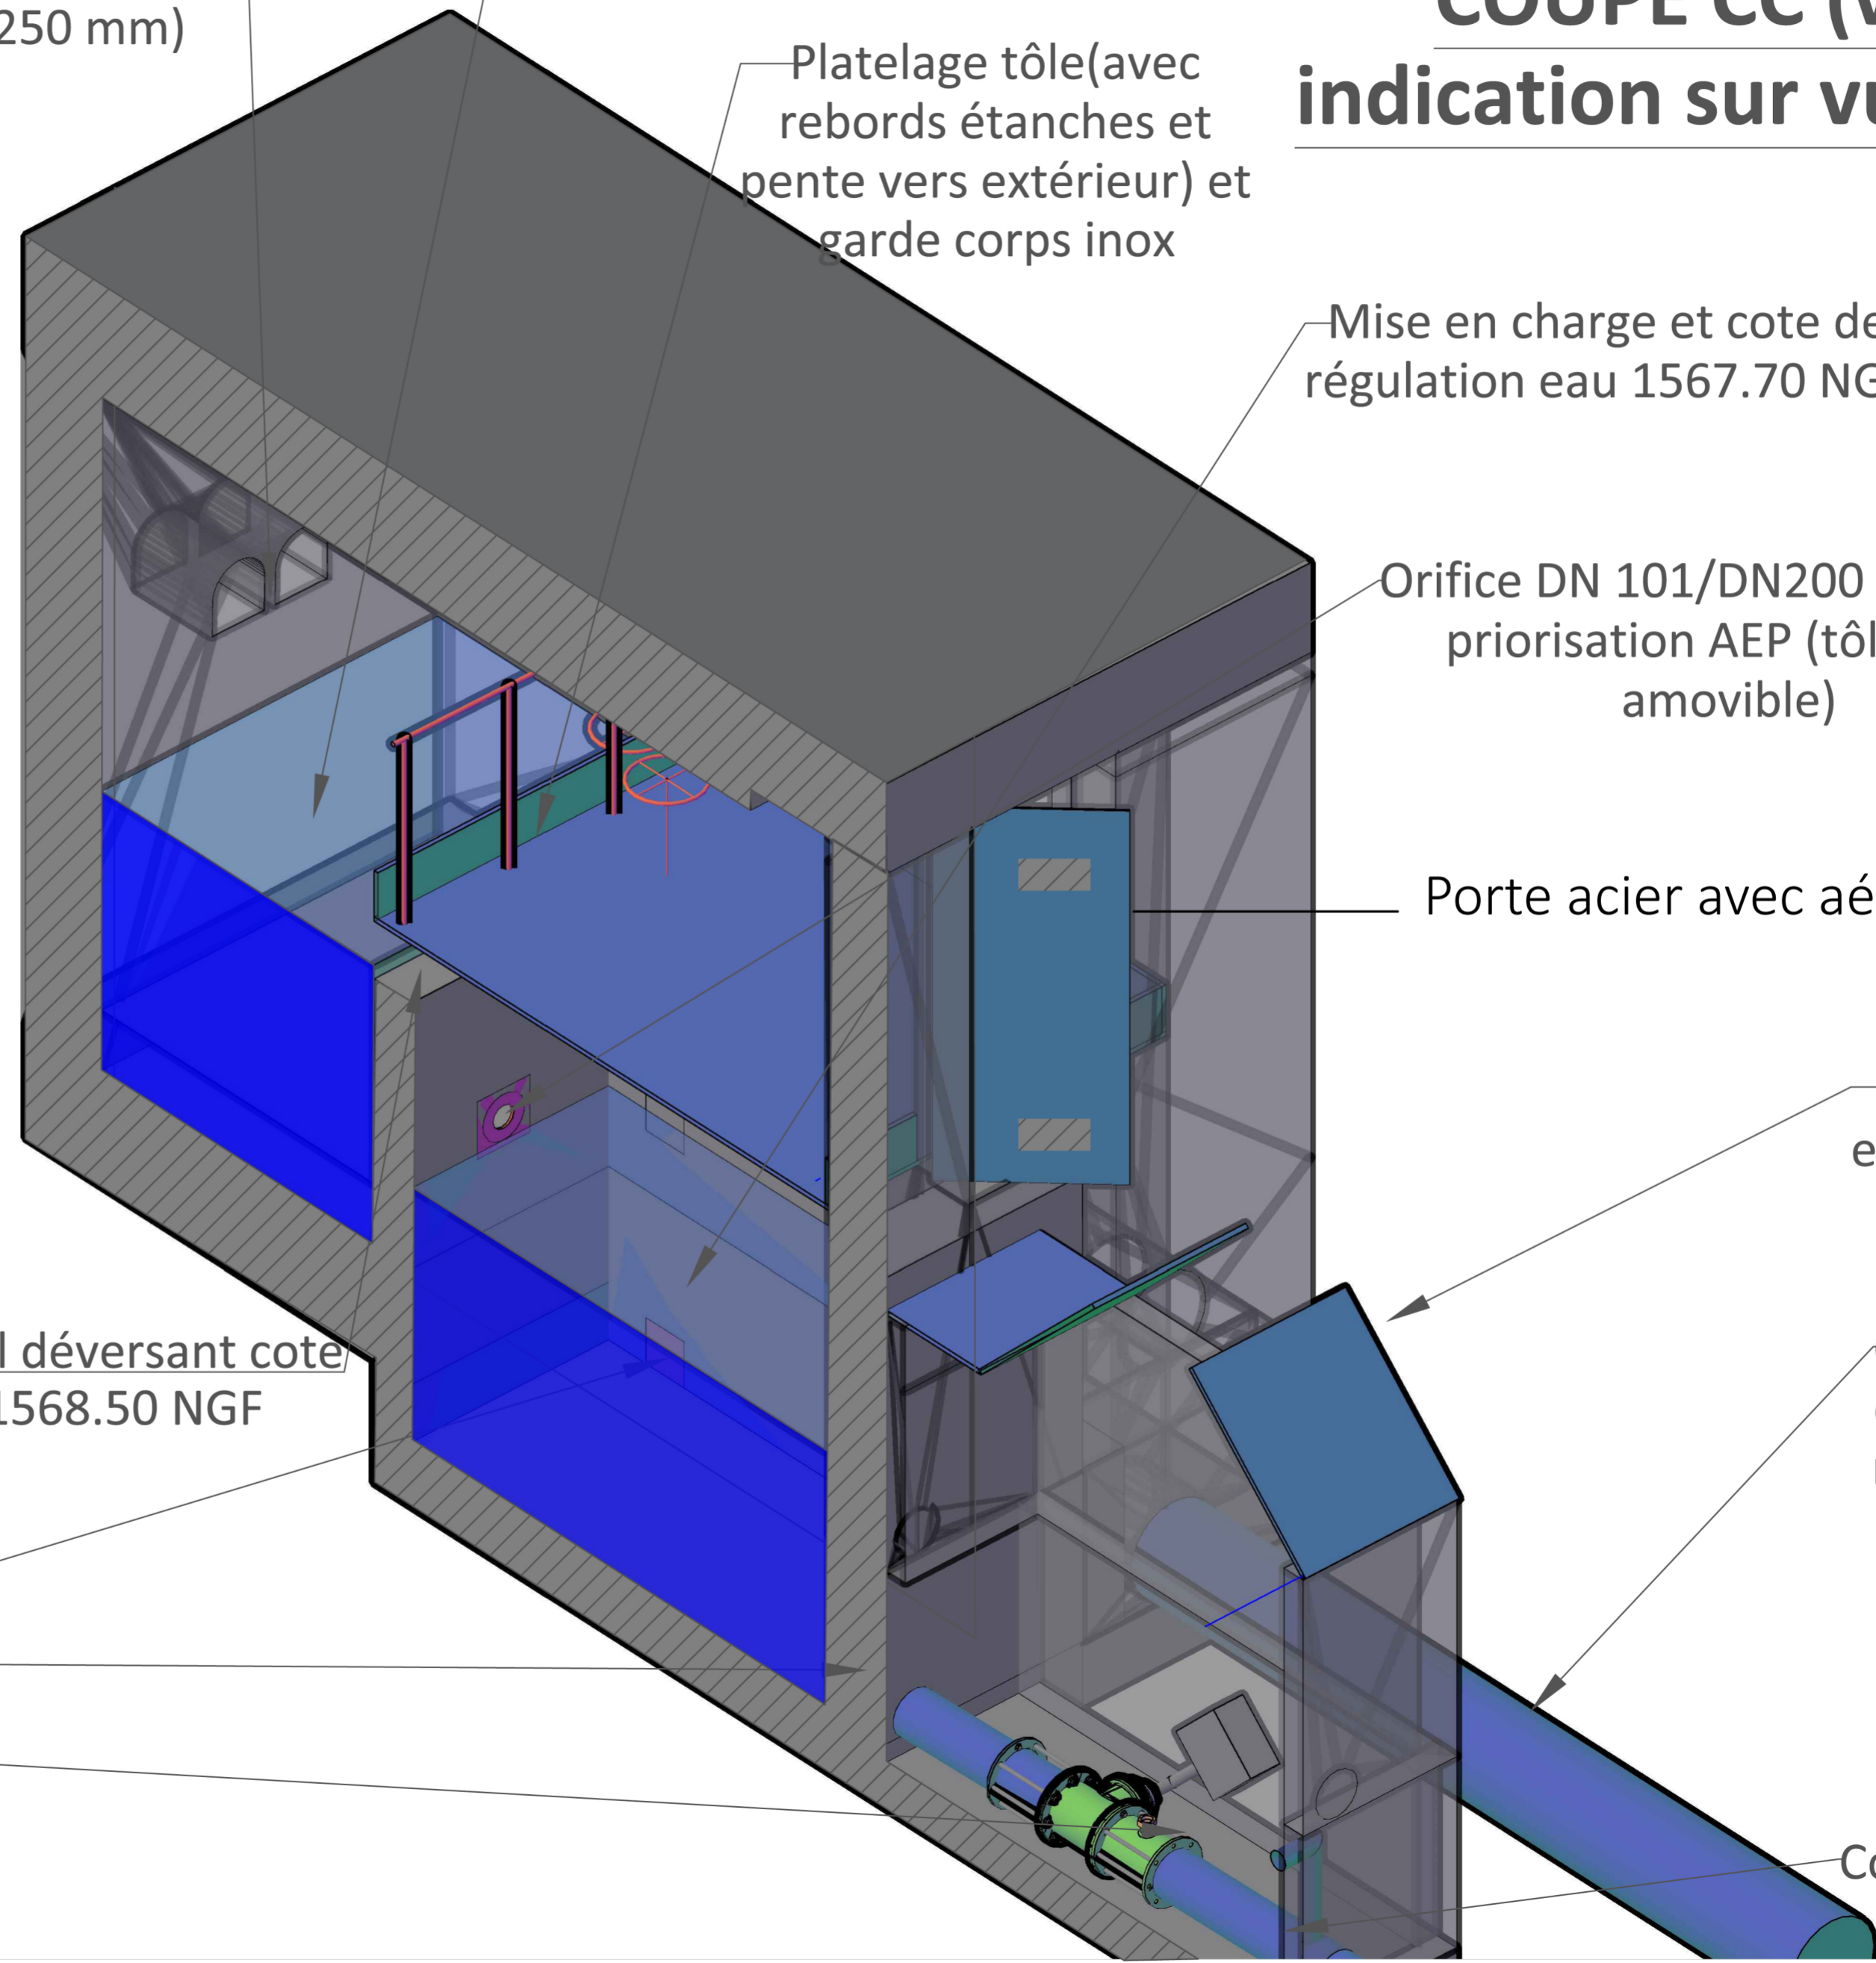 250 mm)
COUPE CC (V
indication sur vu
Platelage tôle(avec
rebords étanches et
pente vers extérieur) et
garde corps inox
Mise en charge et cote de
régulation eau 1567.70 NG
Orifice DN 101/DN200
priorisation AEP (tôl
amovible)
Porte acier avec aé
e
l déversant cote
1568.50 NGF
Co